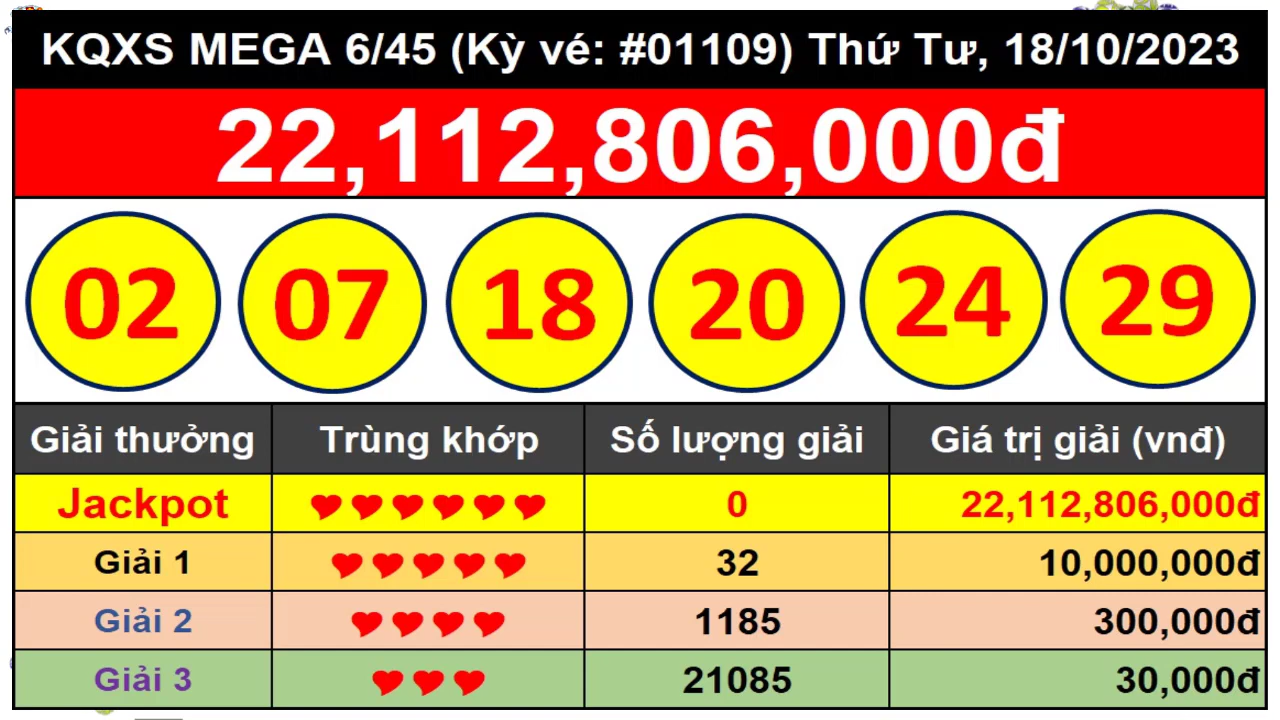 KQXS MEGA 6/45 (Kỳ vé: #01109) Thứ Tư, 18/10/2023
22,112,806,000đ
02 07 18 20 24 29
Giải thưởng Trùng khớp Số lượng giải Giá trị giải (vnđ)
Jackpot 0 22,112,806,000đ
Giải 1 32 10,000,000đ
Giải 2 1185 300,000đ
Giải 3 21085 30,000đ